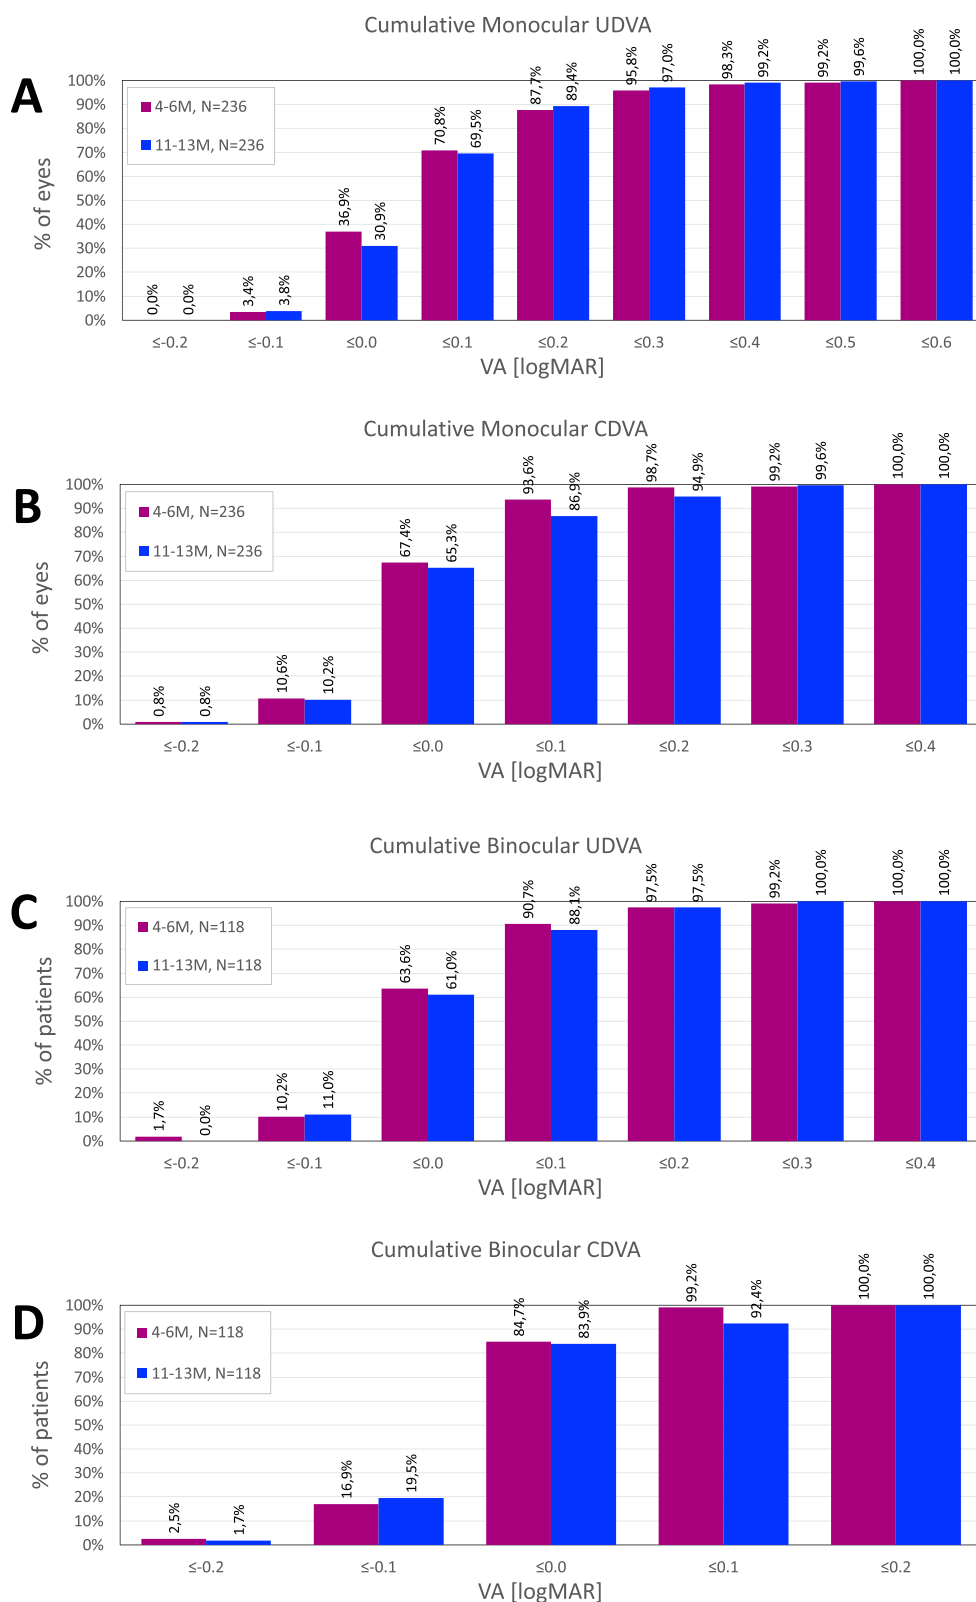 A
Cumulative Monocular UDVA
4-6M, N=236
11-13M, N=236
% of eyes
100%
90%
80%
70%
60%
50%
40%
30%
20%
10%
0%
0,0% 0,0% 3,4% 3,8% 36,9% 30,9% 70,8% 69,5% 87,7% 89,4% 95,8% 97,0% 98,3% 99,2% 99,2% 99,6% 100,0% 100,0%
≤-0.2 ≤-0.1 ≤0.0 ≤0.1 ≤0.2 ≤0.3 ≤0.4 ≤0.5 ≤0.6
VA [logMAR]
B
Cumulative Monocular CDVA
4-6M, N=236
11-13M, N=236
% of eyes
100%
90%
80%
70%
60%
50%
40%
30%
20%
10%
0%
0,8% 0,8% 10,6% 10,2% 67,4% 65,3% 93,6% 86,9% 98,7% 94,9% 99,2% 99,6% 100,0% 100,0%
≤-0.2 ≤-0.1 ≤0.0 ≤0.1 ≤0.2 ≤0.3 ≤0.4
VA [logMAR]
C
Cumulative Binocular UDVA
4-6M, N=118
11-13M, N=118
% of patients
100%
90%
80%
70%
60%
50%
40%
30%
20%
10%
0%
1,7% 0,0% 10,2% 11,0% 63,6% 61,0% 90,7% 88,1% 97,5% 97,5% 99,2% 100,0% 100,0% 100,0%
≤-0.2 ≤-0.1 ≤0.0 ≤0.1 ≤0.2 ≤0.3 ≤0.4
VA [logMAR]
D
Cumulative Binocular CDVA
4-6M, N=118
11-13M, N=118
% of patients
100%
90%
80%
70%
60%
50%
40%
30%
20%
10%
0%
2,5% 1,7% 16,9% 19,5% 84,7% 83,9% 99,2% 92,4% 100,0% 100,0%
≤-0.2 ≤-0.1 ≤0.0 ≤0.1 ≤0.2
VA [logMAR]